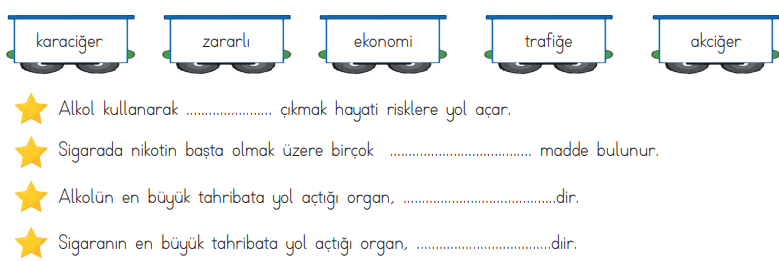 karaciğer zararlı ekonomi trafiğe akciğer
Alkol kullanarak ....................... çıkmak hayati risklere yol açar.
Sigarada nikotin başta olmak üzere birçok ...................................... madde bulunur.
Alkolün en büyük tahribata yol açtığı organ, .........................................dir.
Sigaranın en büyük tahribata yol açtığı organ, ....................................diir.